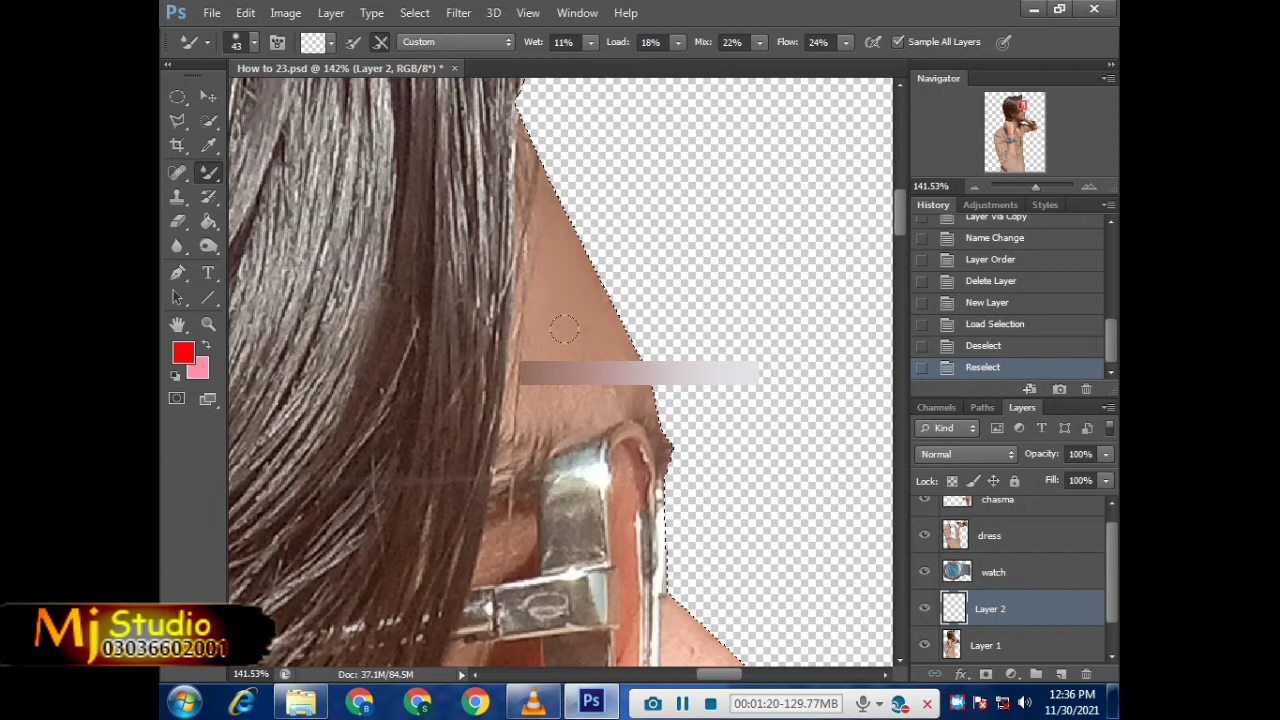 Ps File Edit Image Layer Type Select Filter 3D View Window Help
43 Custom Wet: 11% Load: 18% Mix: 22% Flow: 24% Sample All Layers
How to 23.psd @ 142% (Layer 2, RGB/8*) * ×
Navigator
141.53%
History Adjustments Styles
Layer Via Copy
Name Change
Layer Order
Delete Layer
New Layer
Load Selection
Deselect
Reselect
Channels Paths Layers
Kind
Normal Opacity: 100%
Lock: Fill: 100%
chasma
dress
watch
Layer 2
Layer 1
Mj Studio
03036602001
141.53% Doc: 37.1M/84.5M
Ps 00:01:20-129.77MB 12:36 PM
11/30/2021